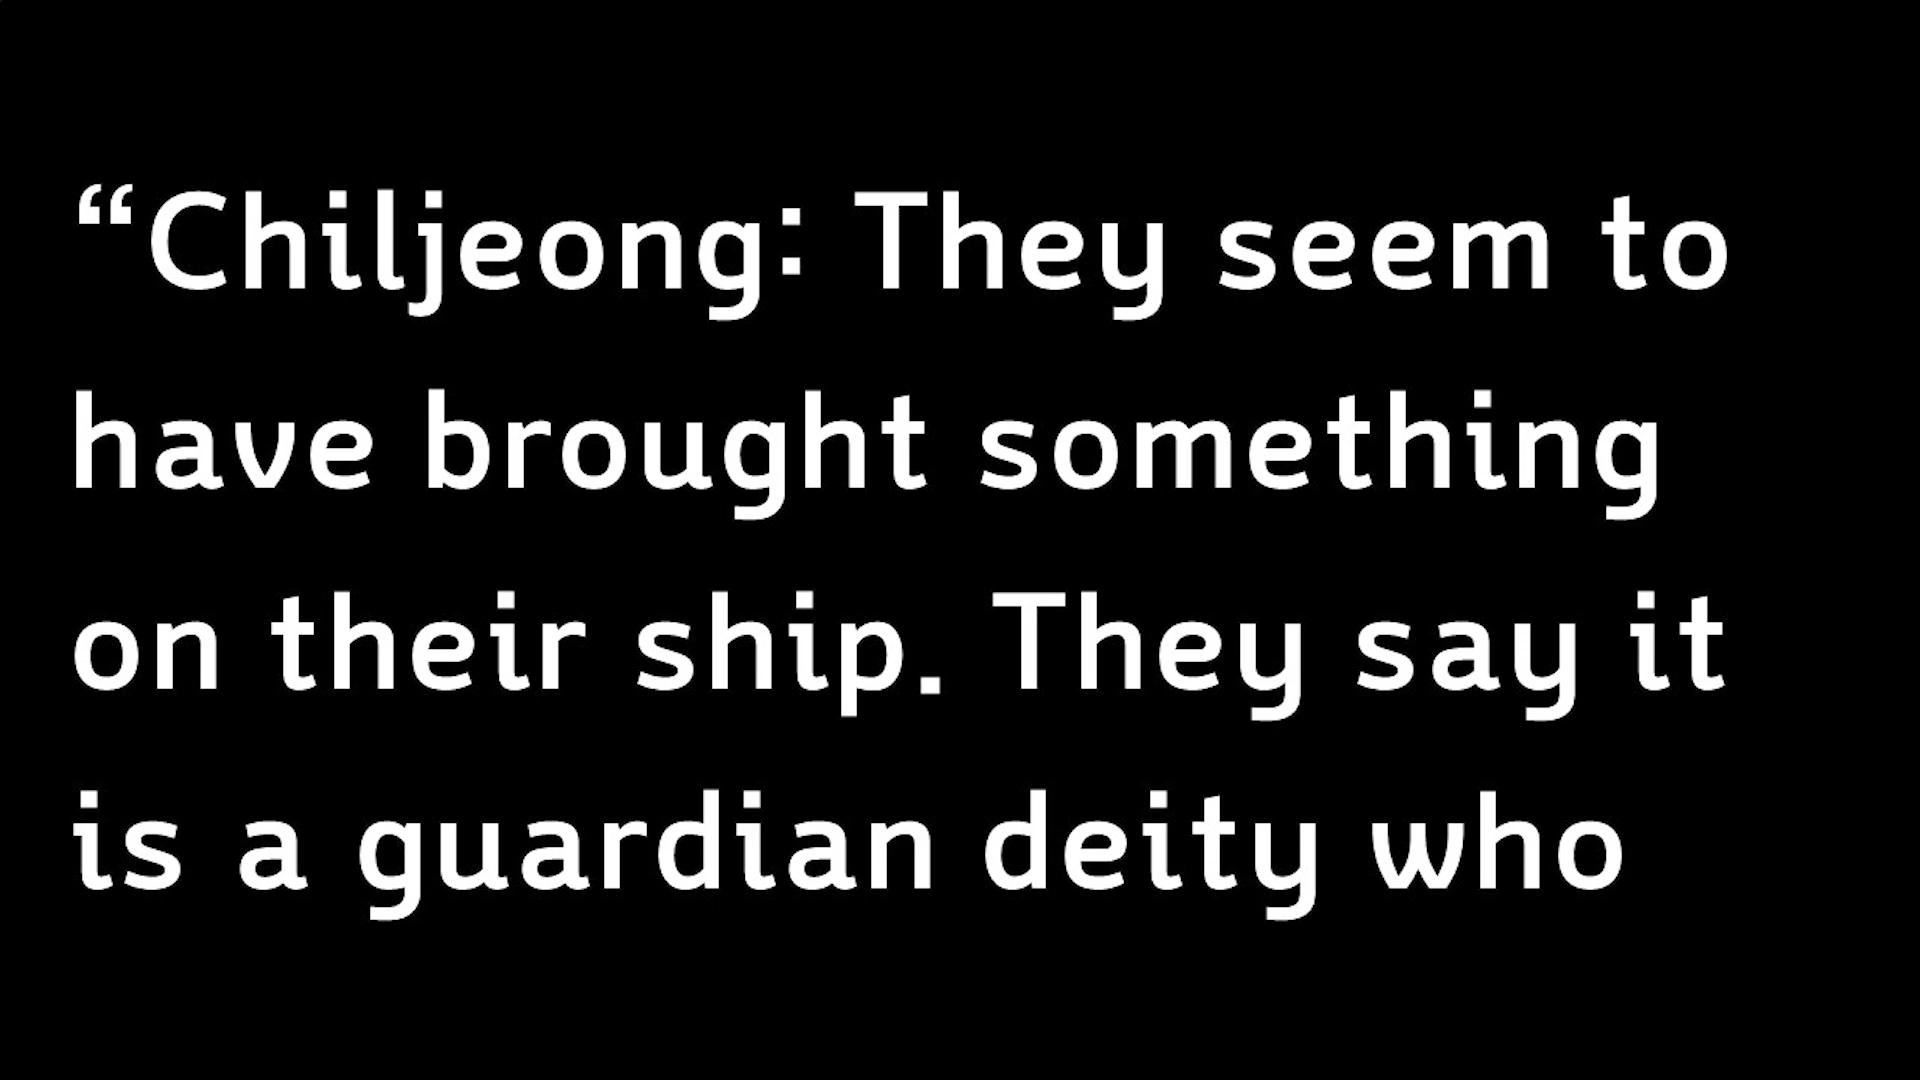 “Chiljeong: They seem to
have brought something
on their ship. They say it
is a guardian deity who